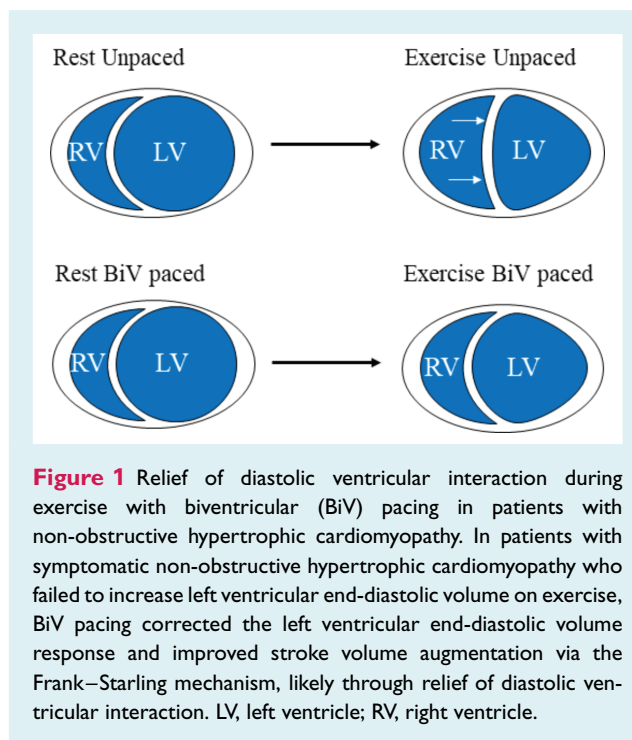 Rest Unpaced
Exercise Unpaced
RV
LV
RV
LV
Rest BiV paced
Exercise BiV paced
RV
LV
RV
LV
Figure 1 Relief of diastolic ventricular interaction during
exercise with biventricular (BiV) pacing in patients with
non-obstructive hypertrophic cardiomyopathy. In patients with
symptomatic non-obstructive hypertrophic cardiomyopathy who
failed to increase left ventricular end-diastolic volume on exercise,
BiV pacing corrected the left ventricular end-diastolic volume
response and improved stroke volume augmentation via the
Frank–Starling mechanism, likely through relief of diastolic ven-
tricular interaction. LV, left ventricle; RV, right ventricle.